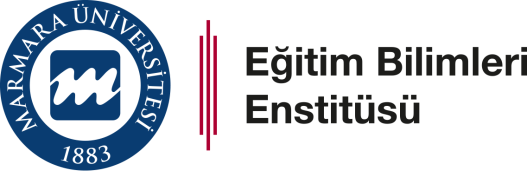 MARMARA ÜNİVERSİTESİ
1883
Eğitim Bilimleri
Enstitüsü